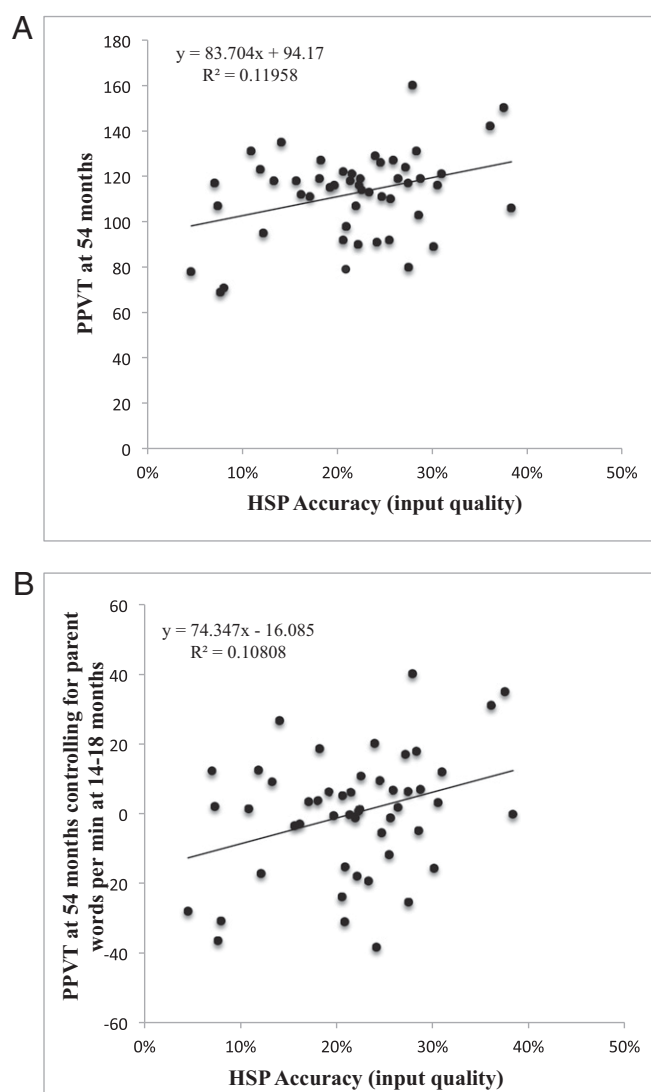 A
180
160
140
120
100
80
60
40
20
0
y = 83.704x + 94.17
R² = 0.11958
PPVT at 54 months
0% 10% 20% 30% 40% 50%
HSP Accuracy (input quality)
B
60
40
20
0
-20
-40
-60
y = 74.347x - 16.085
R² = 0.10808
PPVT at 54 months controlling for parent
words per min at 14-18 months
0% 10% 20% 30% 40% 50%
HSP Accuracy (input quality)